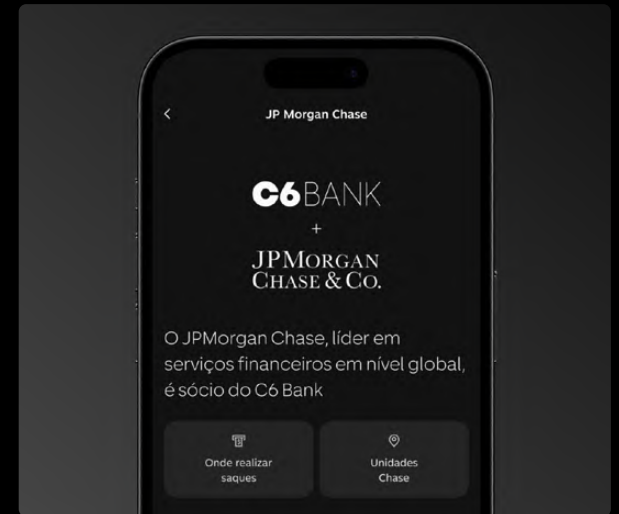 JP Morgan Chase
C6BANK
+
JPMORGAN
CHASE & CO.
O JPMorgan Chase, líder em
serviços financeiros em nível global,
é sócio do C6 Bank
Onde realizar
saques
Unidades
Chase